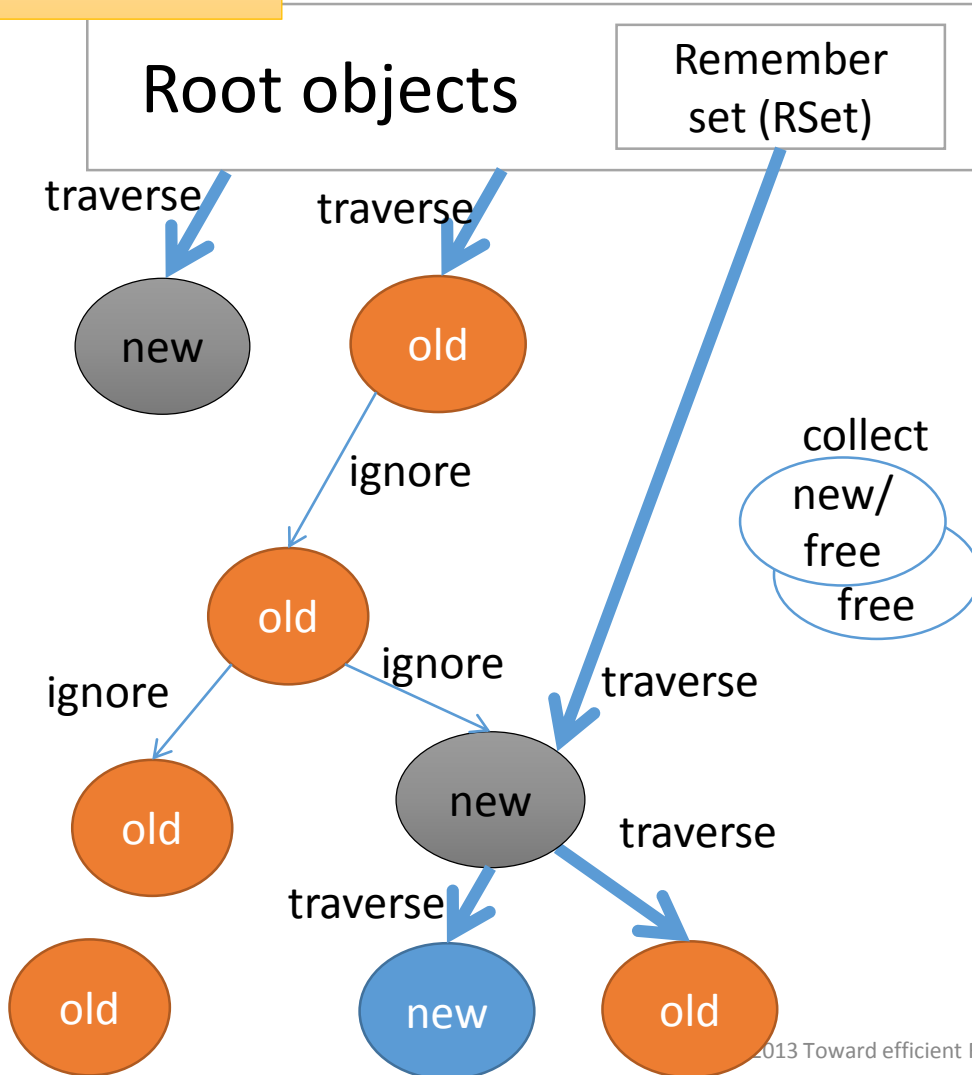 Root objects
Remember
set (RSet)
traverse
traverse
new
old
ignore
collect
new/
free
free
old
ignore
ignore
traverse
old
new
traverse
traverse
old
new
old
2013 Toward efficient